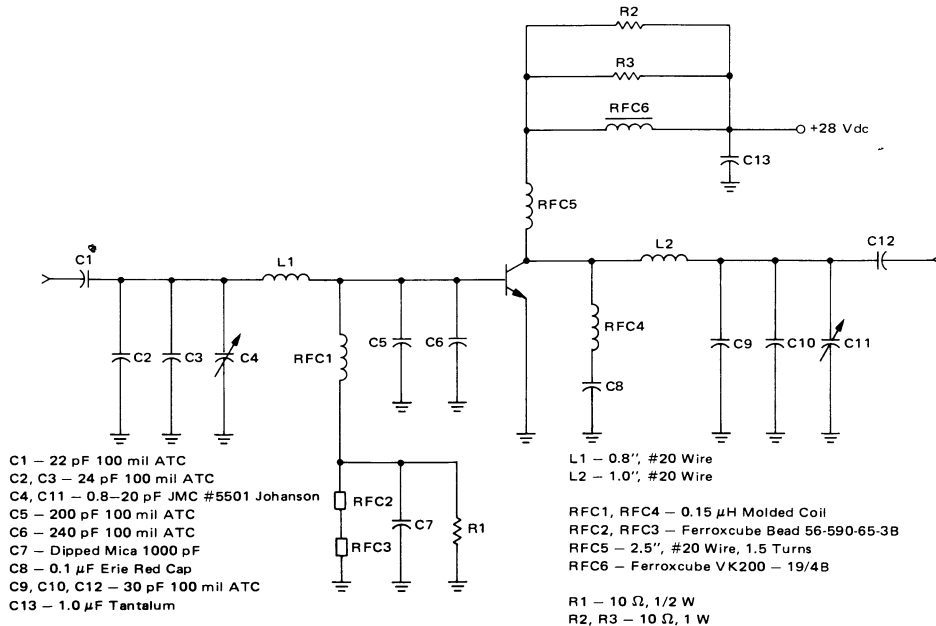 R2
R3
RFC6
+28 Vdc
C13
RFC5
C1
L1
L2
C12
C2
C3
C4
RFC1
C5
C6
RFC4
C8
C9
C10
C11
RFC2
RFC3
C7
R1
C1 – 22 pF 100 mil ATC
C2, C3 – 24 pF 100 mil ATC
C4, C11 – 0.8–20 pF JMC #5501 Johanson
C5 – 200 pF 100 mil ATC
C6 – 240 pF 100 mil ATC
C7 – Dipped Mica 1000 pF
C8 – 0.1 μF Erie Red Cap
C9, C10, C12 – 30 pF 100 mil ATC
C13 – 1.0 μF Tantalum
L1 – 0.8", #20 Wire
L2 – 1.0", #20 Wire
RFC1, RFC4 – 0.15 μH Molded Coil
RFC2, RFC3 – Ferroxcube Bead 56-590-65-3B
RFC5 – 2.5", #20 Wire, 1.5 Turns
RFC6 – Ferroxcube VK200 – 19/4B
R1 – 10 Ω, 1/2 W
R2, R3 – 10 Ω, 1 W